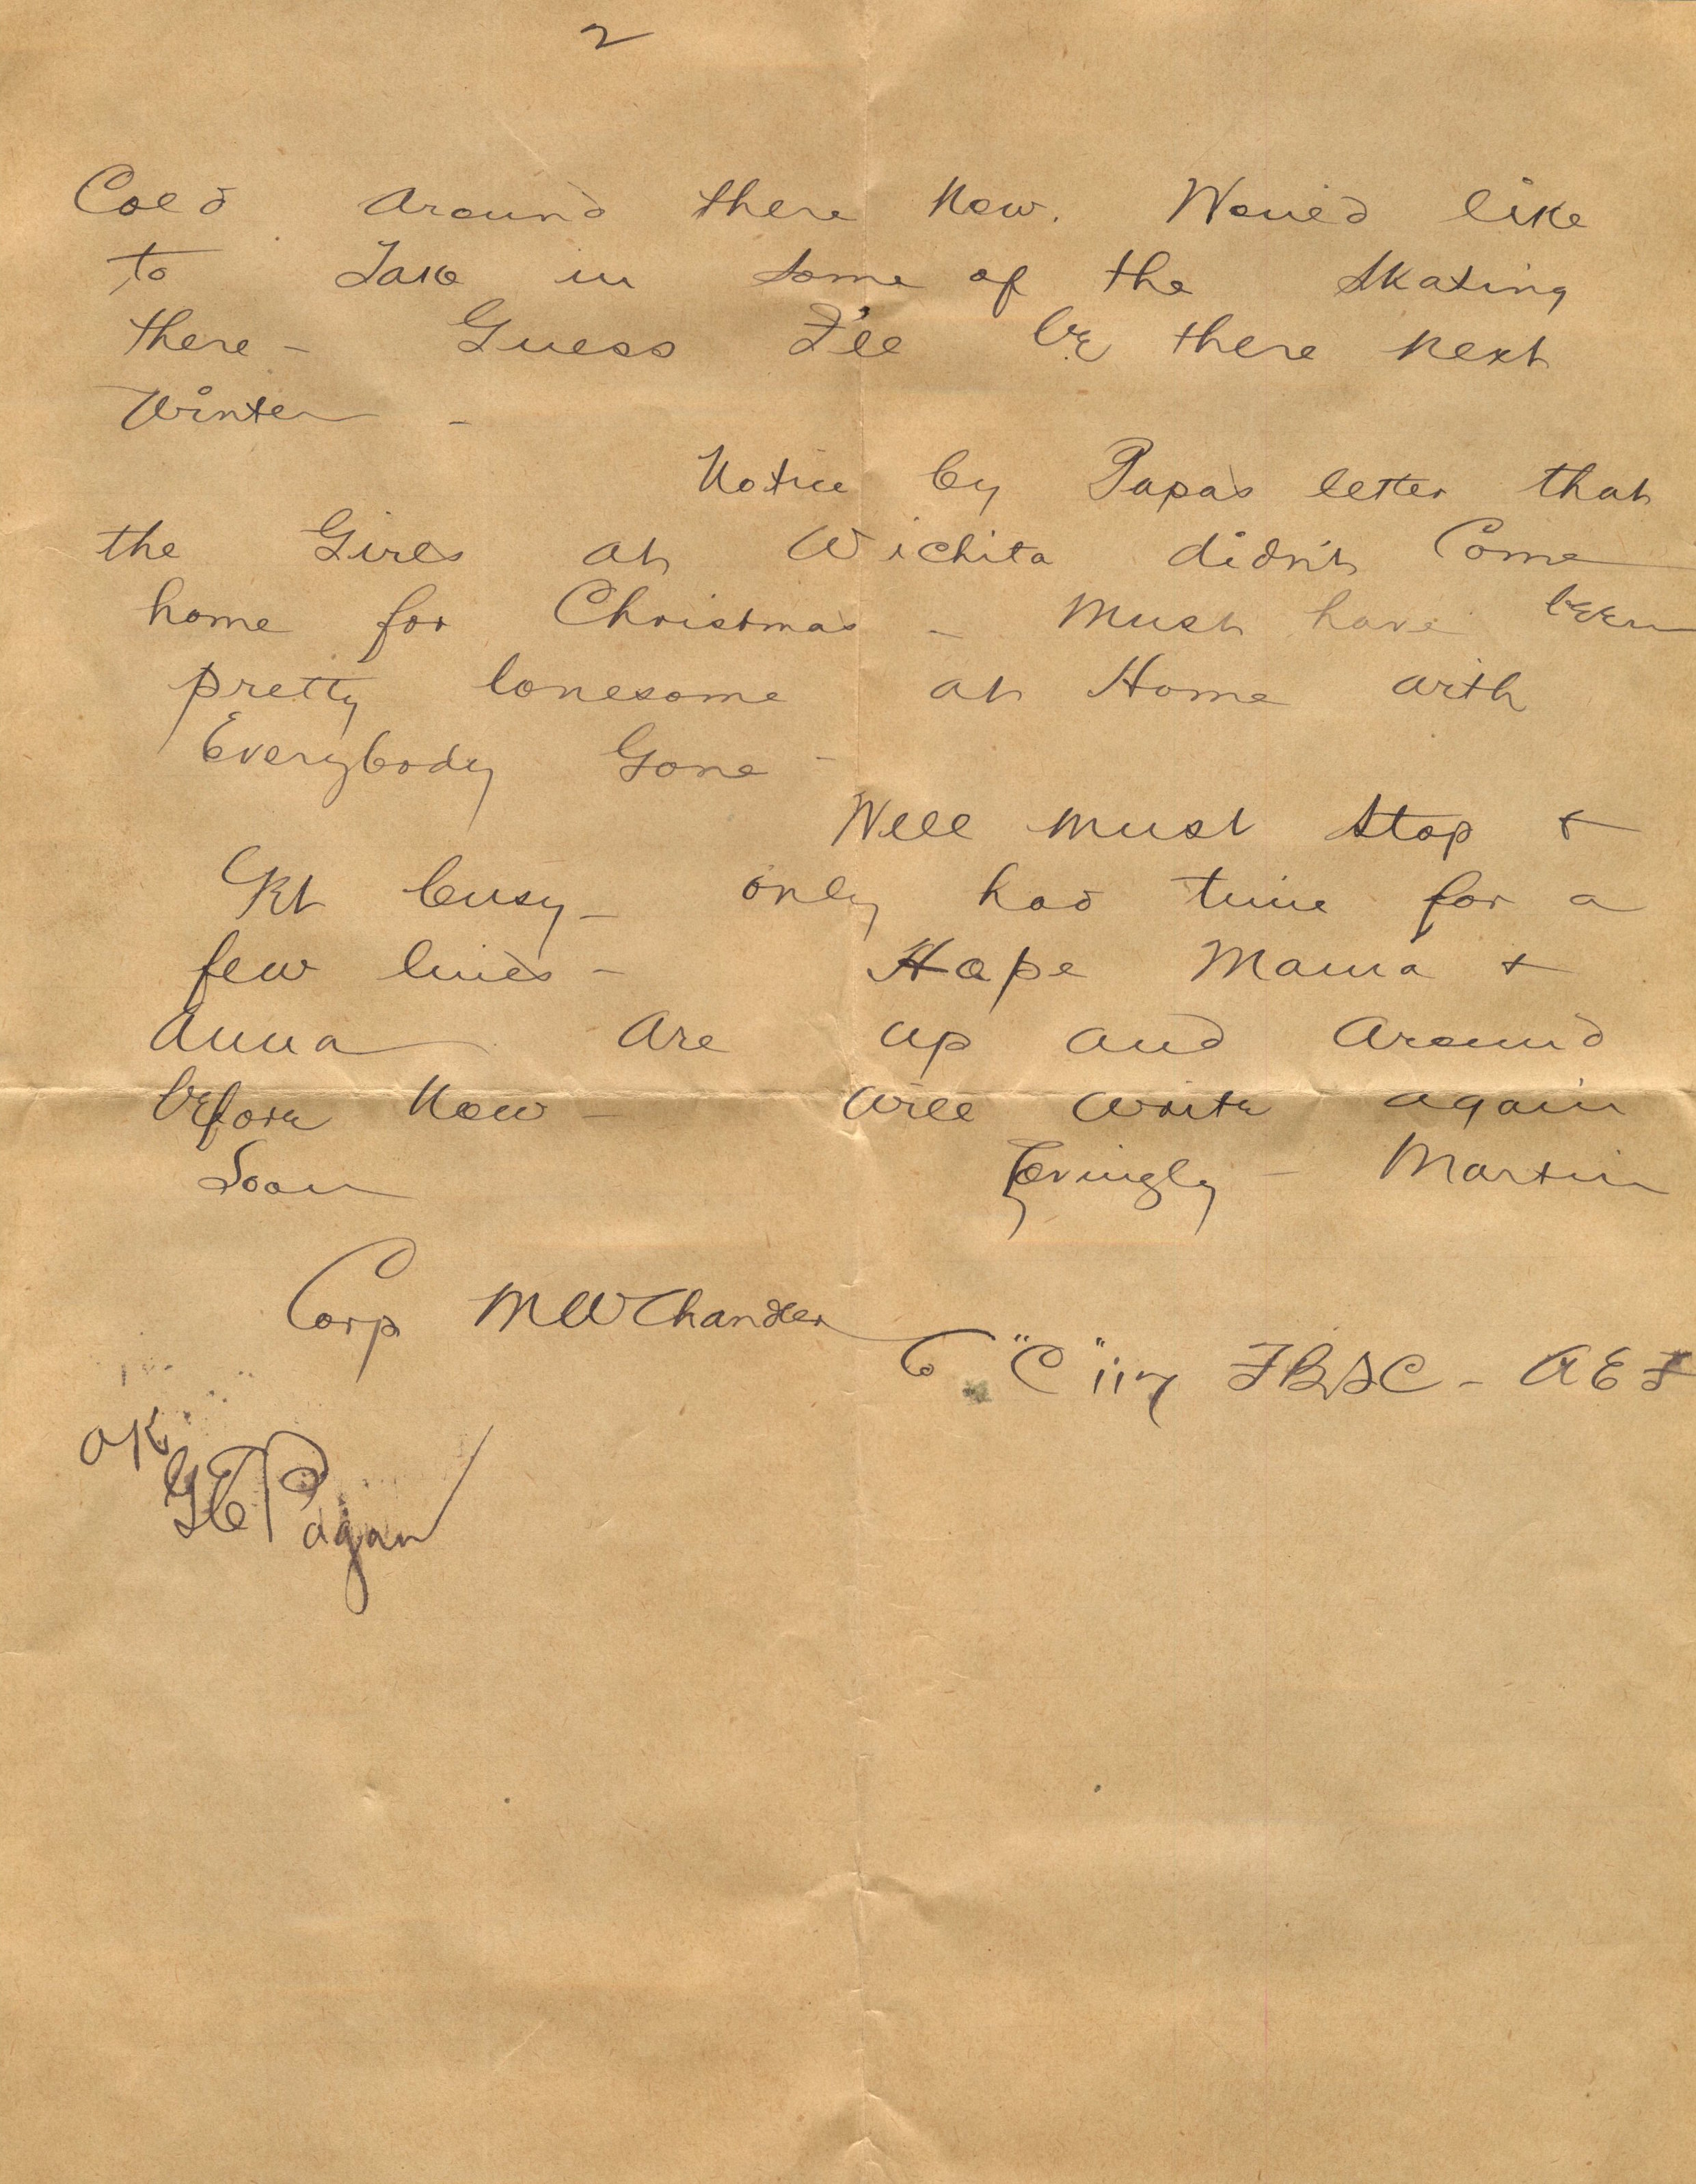 2
Cold around there now. Would like
to Take in some of the skating
there - Guess I'll be there next
Winter -
Notice by Papa's letter that
the Girls at Wichita didn't Come
home for Christmas - Must have been
pretty lonesome at Home with
Everybody Gone -
Well must stop &
Get busy - only had time for a
few lines - Hope Mama &
Anna are up and around
before now - Will write again
Soon Lovingly - Martin
Corp MWChandler
Co "C" 117 FBSC - AEF
OK
GE Pagan